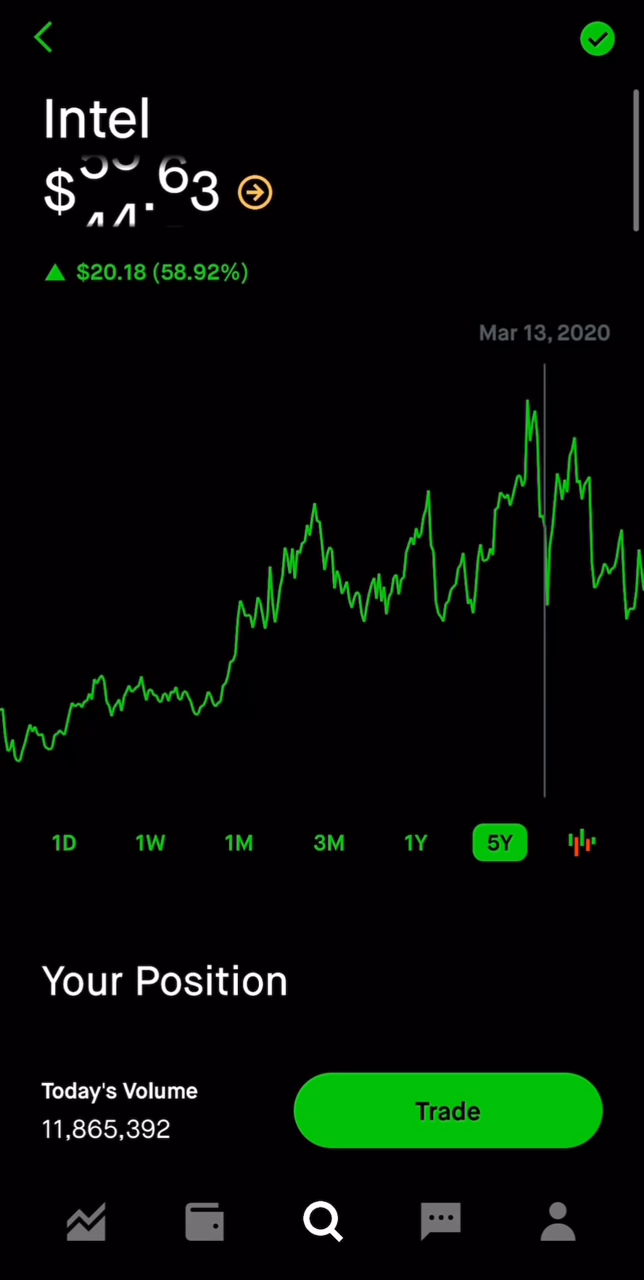 Intel
$20.18 (58.92%)
Mar 13, 2020
1D 1W 1M 3M 1Y 5Y
Your Position
Today's Volume
11,865,392
Trade